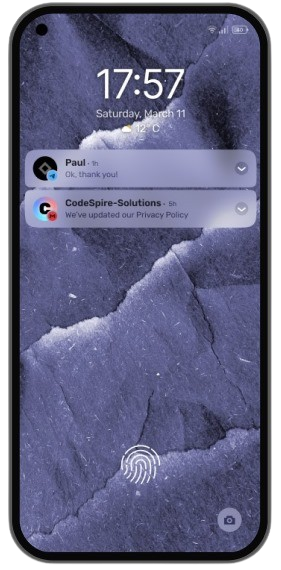 17:57
Saturday, March 11
12° C
Paul • 1h
Ok, thank you!
CodeSpire-Solutions • 5h
We've updated our Privacy Policy